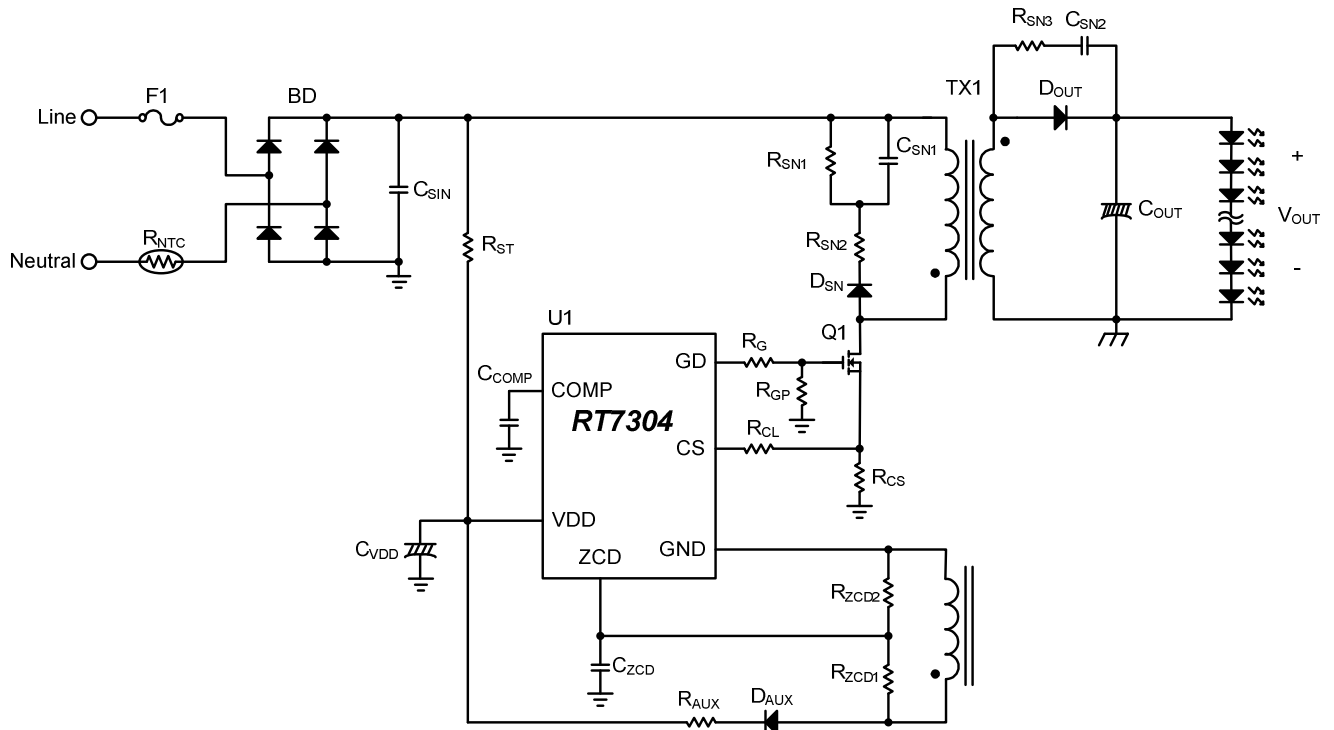 RSN3
CSN2
TX1
DOUT
F1
BD
Line
RSN1
CSN1
+
CSIN
COUT
VOUT
RNTC
RST
RSN2
Neutral
-
DSN
U1
Q1
RG
GD
CCOMP
COMP
RGP
RT7304
RCL
CS
RCS
VDD
CVDD
GND
ZCD
RZCD2
CZCD
RZCD1
RAUX
DAUX